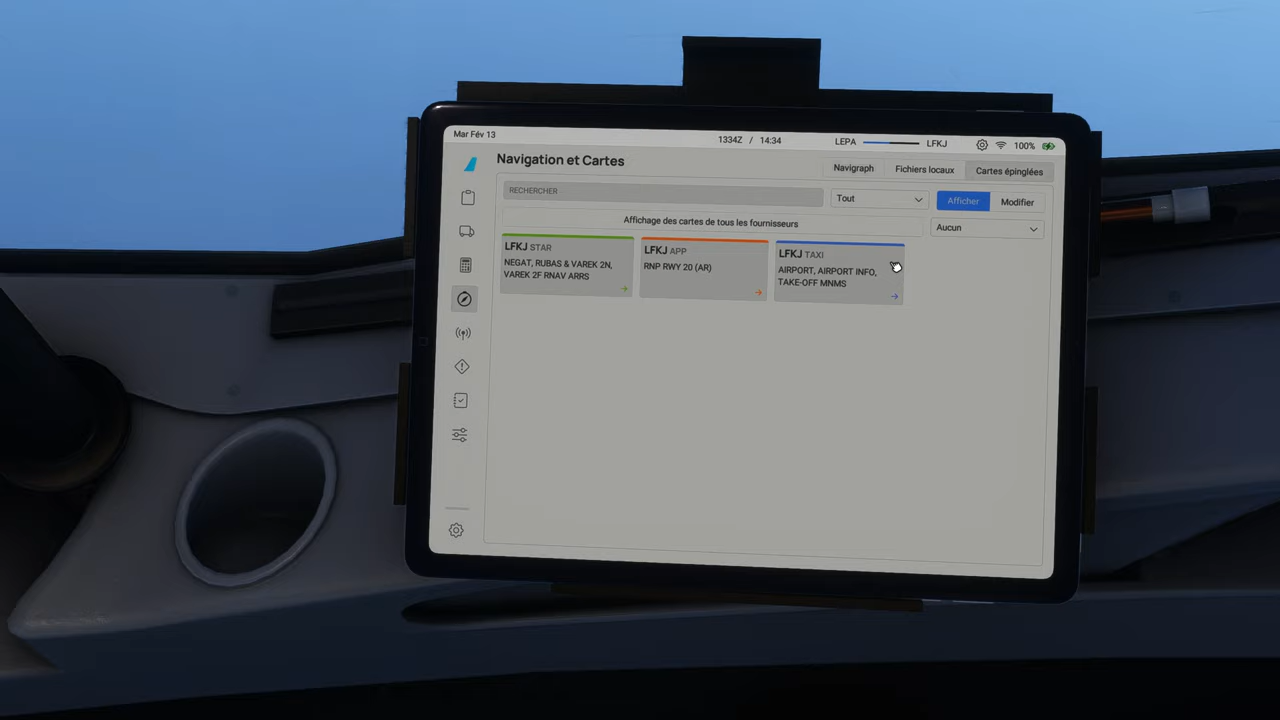 Mar Fév 13
1334Z / 14:34
LEPA
LFKJ
100%
Navigation et Cartes
Navigraph
Fichiers locaux
Cartes épinglées
RECHERCHER
Tout
Afficher
Modifier
Affichage des cartes de tous les fournisseurs
Aucun
LFKJ STAR
NEGAT, RUBAS & VAREK 2N,
VAREK 2F RNAV ARRS
LFKJ APP
RNP RWY 20 (AR)
LFKJ TAXI
AIRPORT, AIRPORT INFO,
TAKE-OFF MNMS